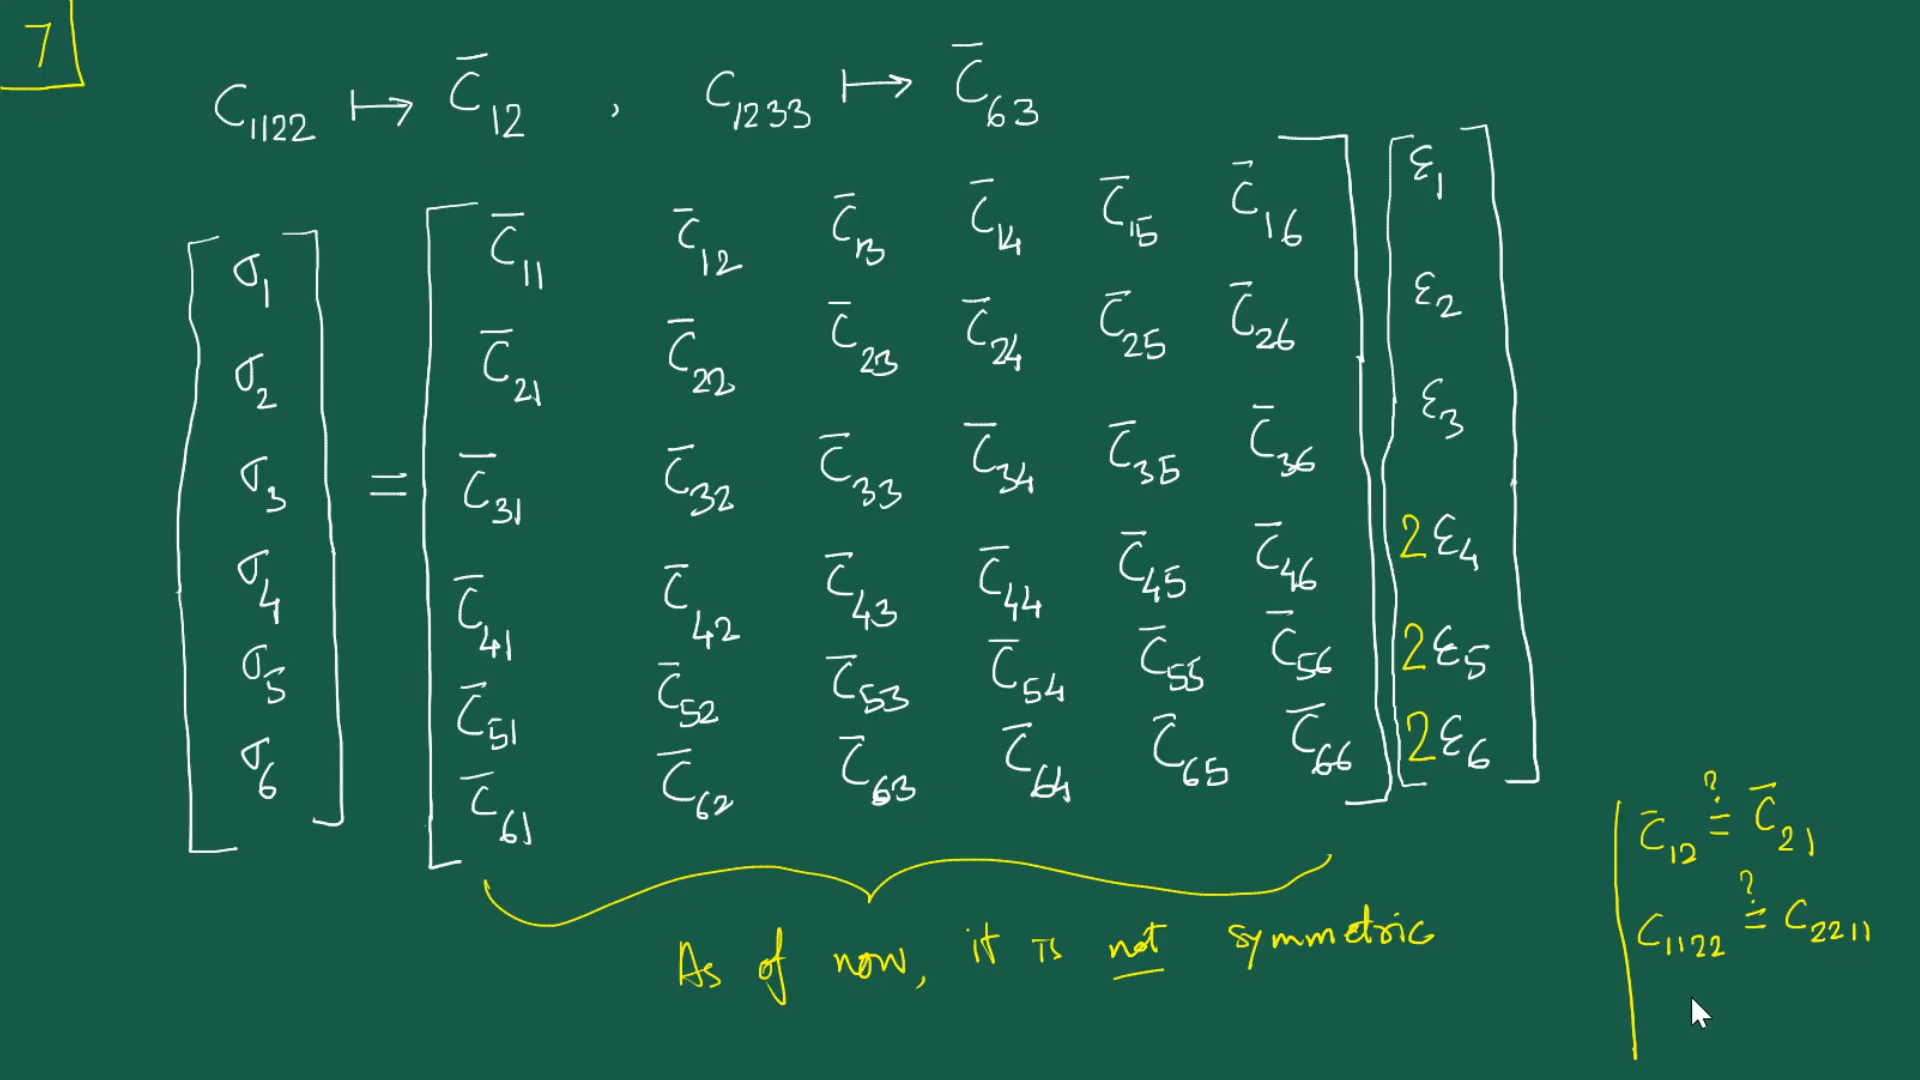 7
C₁₁₂₂ ↦ C̄₁₂ , C₁₂₃₃ ↦ C̄₆₃
σ₁ C̄₁₁ C̄₁₂ C̄₁₃ C̄₁₄ C̄₁₅ C̄₁₆ ε₁
σ₂ C̄₂₁ C̄₂₂ C̄₂₃ C̄₂₄ C̄₂₅ C̄₂₆ ε₂
σ₃ = C̄₃₁ C̄₃₂ C̄₃₃ C̄₃₄ C̄₃₅ C̄₃₆ ε₃
σ₄ C̄₄₁ C̄₄₂ C̄₄₃ C̄₄₄ C̄₄₅ C̄₄₆ 2ε₄
σ₅ C̄₅₁ C̄₅₂ C̄₅₃ C̄₅₄ C̄₅₅ C̄₅₆ 2ε₅
σ₆ C̄₆₁ C̄₆₂ C̄₆₃ C̄₆₄ C̄₆₅ C̄₆₆ 2ε₆
As of now, it is not symmetric
C̄₁₂ ≟ C̄₂₁
C₁₁₂₂ ≟ C₂₂₁₁